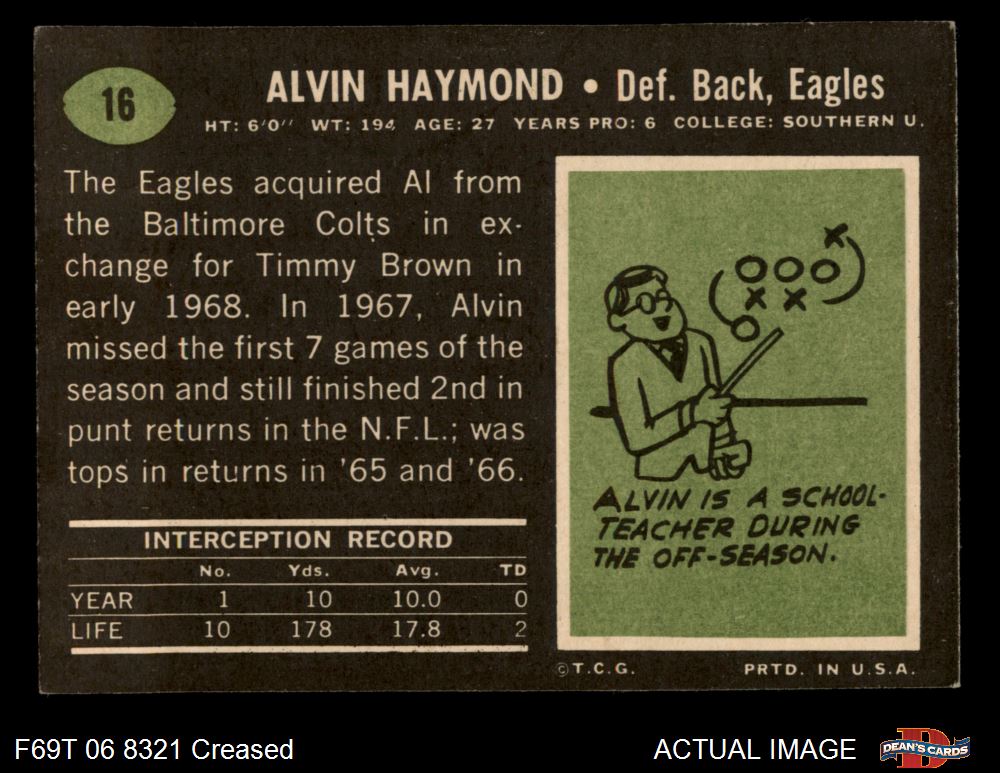 16
ALVIN HAYMOND • Def. Back, Eagles
HT: 6'0" WT: 194 AGE: 27 YEARS PRO: 6 COLLEGE: SOUTHERN U.
The Eagles acquired Al from
the Baltimore Colts in ex-
change for Timmy Brown in
early 1968. In 1967, Alvin
missed the first 7 games of the
season and still finished 2nd in
punt returns in the N.F.L.; was
tops in returns in '65 and '66.
INTERCEPTION RECORD
No. Yds. Avg. TD
YEAR 1 10 10.0 0
LIFE 10 178 17.8 2
ALVIN IS A SCHOOL-
TEACHER DURING
THE OFF-SEASON.
©T.C.G. PRTD. IN U.S.A.
F69T 06 8321 Creased
ACTUAL IMAGE
DEAN'S CARDS